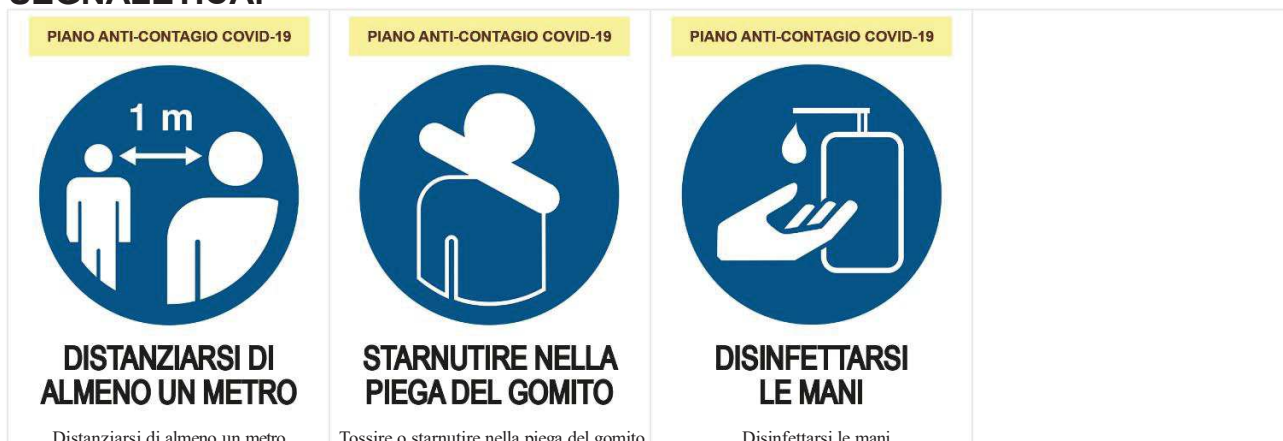 PIANO ANTI-CONTAGIO COVID-19
1 m
DISTANZIARSI DI
ALMENO UN METRO
Distanziarsi di almeno un metro
PIANO ANTI-CONTAGIO COVID-19
STARNUTIRE NELLA
PIEGA DEL GOMITO
Tossire o starnutire nella piega del gomito
PIANO ANTI-CONTAGIO COVID-19
DISINFETTARSI
LE MANI
Disinfettarsi le mani